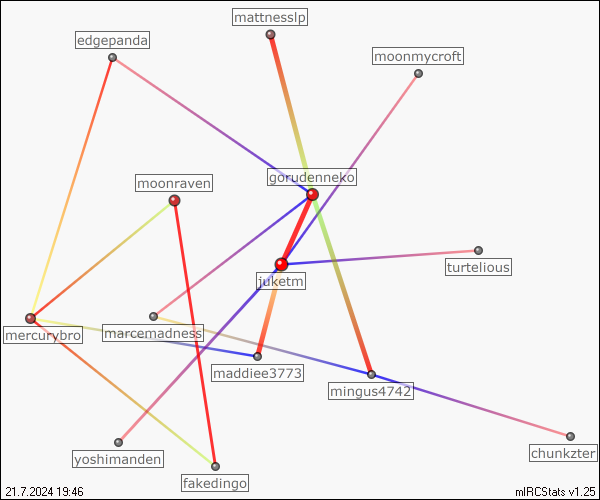 mattnesslp
edgepanda
moonmycroft
gorudenneko
moonraven
turtelious
juketm
mercurybro
marcemadness
maddiee3773
mingus4742
chunkzter
yoshimanden
fakedingo
21.7.2024 19:46
mIRCStats v1.25